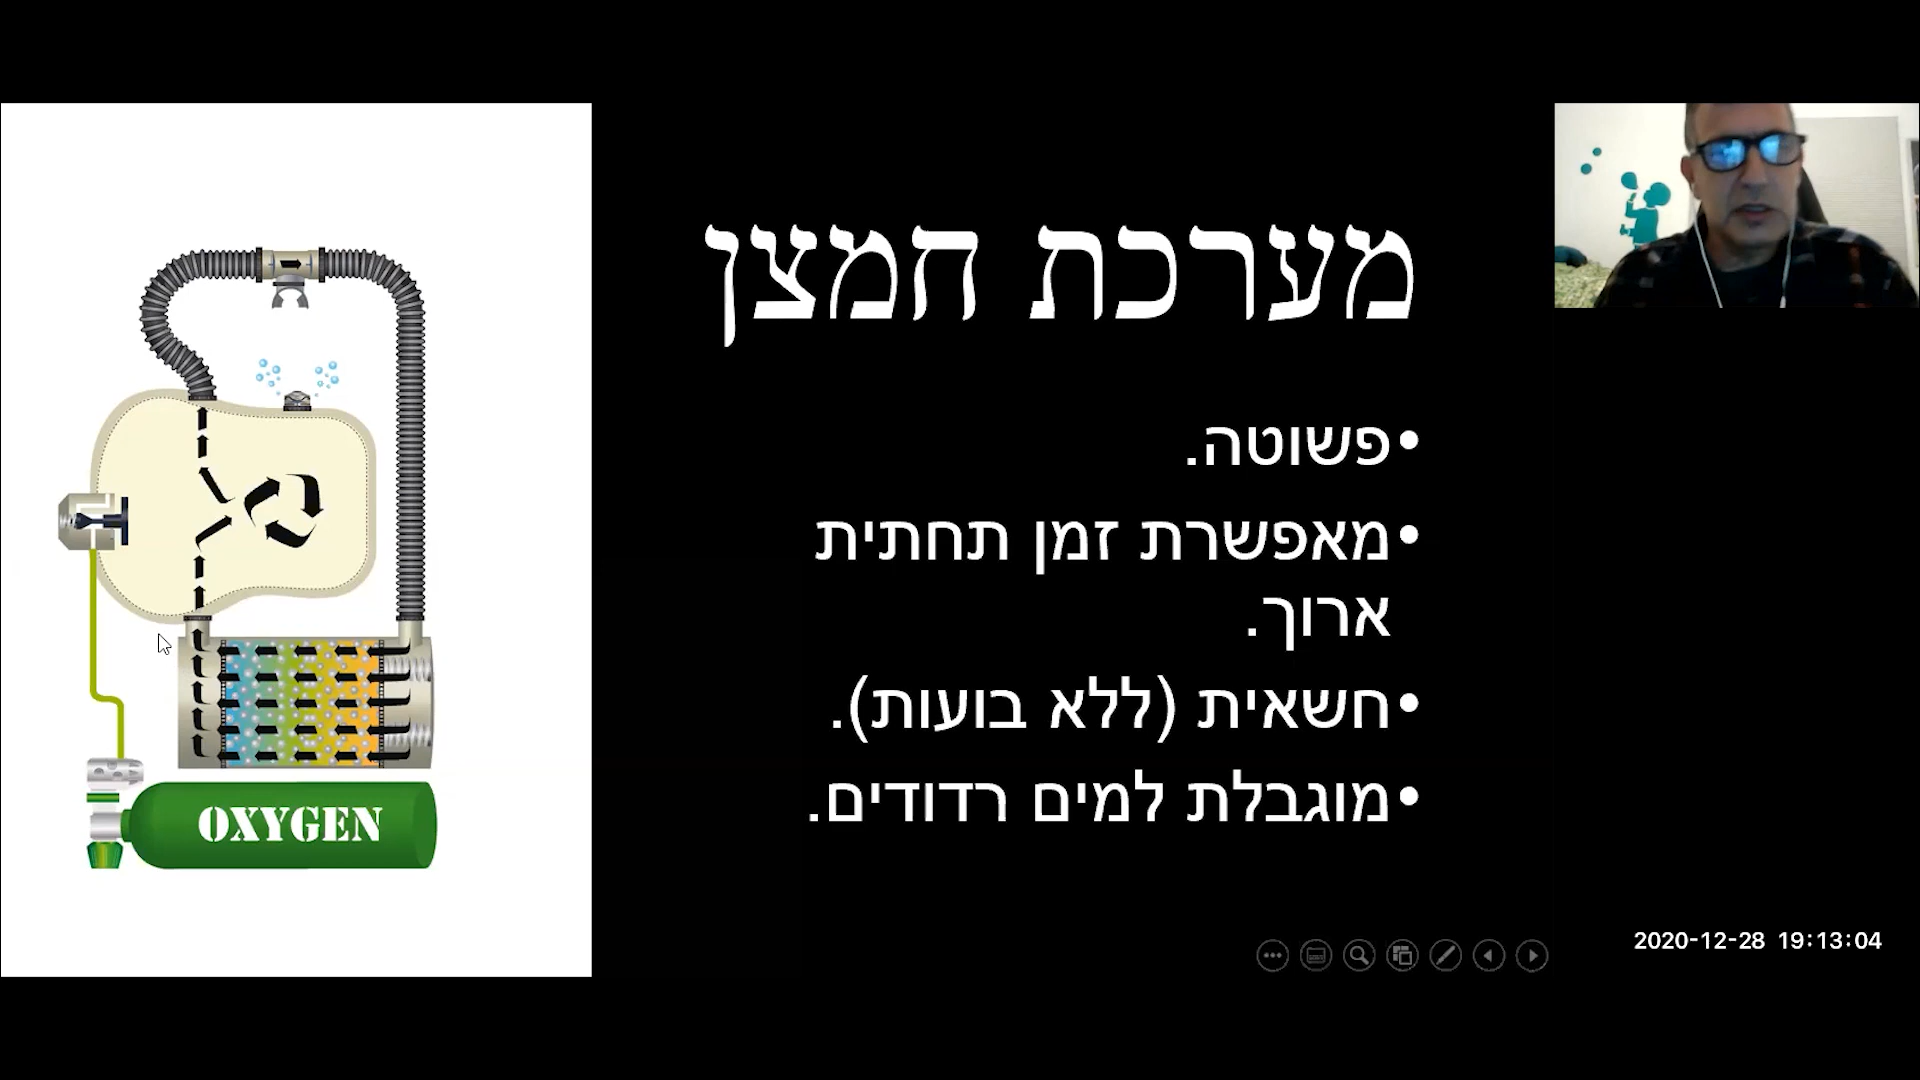 מערכת חמצן
•פשוטה.
•מאפשרת זמן תחתית
ארוך.
•חשאית (ללא בועות).
•מוגבלת למים רדודים.
OXYGEN
2020-12-28 19:13:04